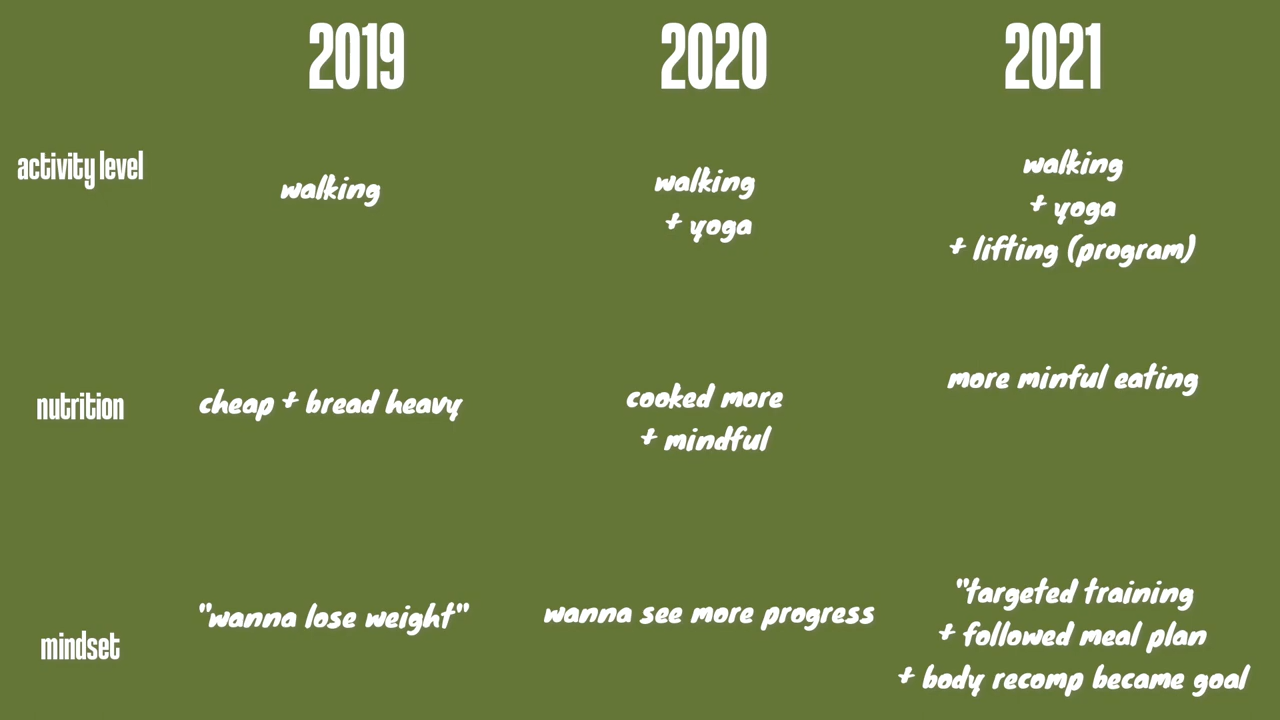 2019 2020 2021
activity level
walking
walking
+ yoga
walking
+ yoga
+ lifting (program)
nutrition
cheap + bread heavy
cooked more
+ mindful
more minful eating
mindset
"wanna lose weight"
wanna see more progress
"targeted training
+ followed meal plan
+ body recomp became goal